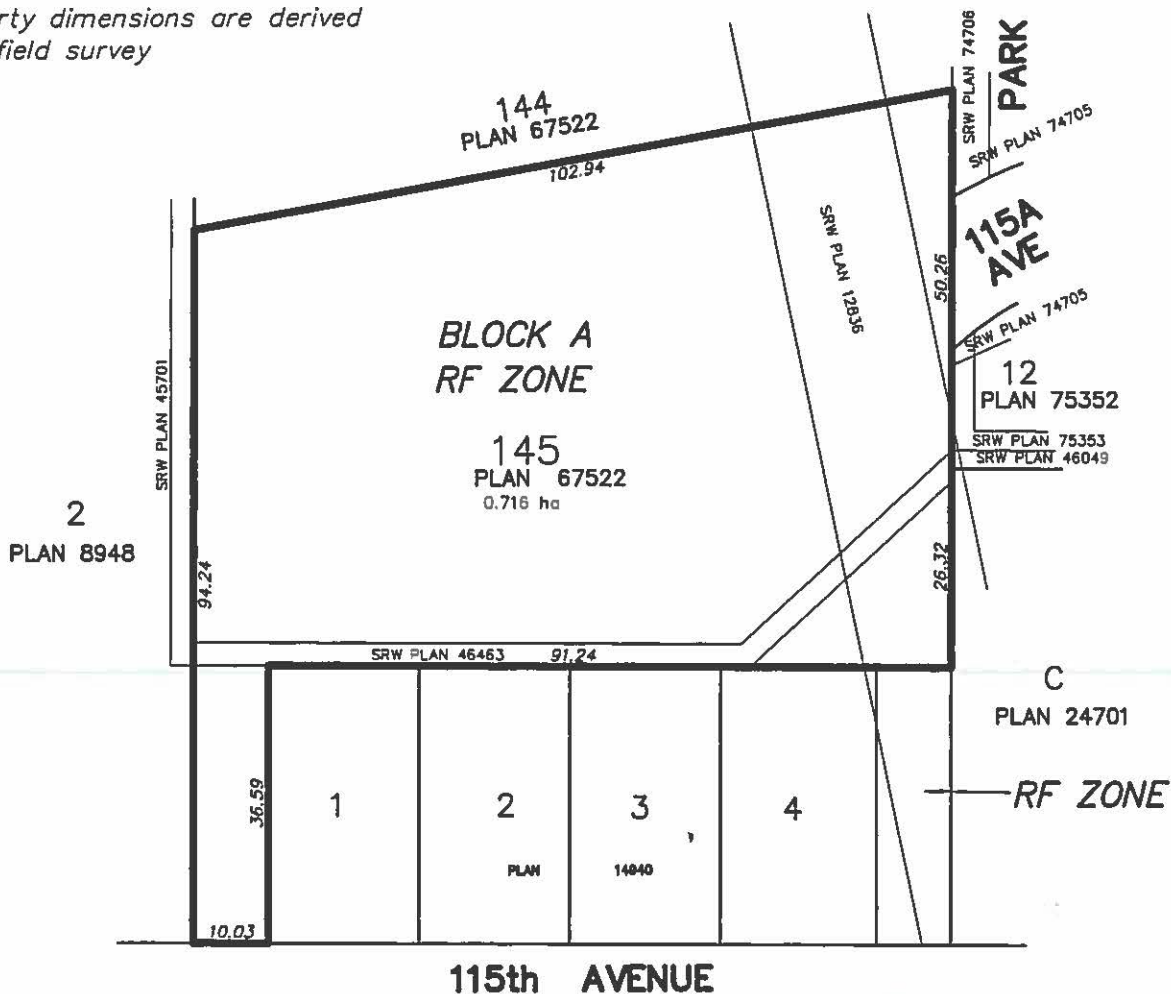 rty dimensions are derived
field survey
144
PLAN 67522
102.94
SRW PLAN 74706
PARK
SRW PLAN 74705
115A
AVE
SRW PLAN 12836
50.26
SRW PLAN 74705
BLOCK A
RF ZONE
12
PLAN 75352
SRW PLAN 45701
145
PLAN 67522
0.716 ha
SRW PLAN 75353
SRW PLAN 46049
2
PLAN 8948
94.24
26.32
SRW PLAN 46463
91.24
C
PLAN 24701
36.59
1
2
3
4
RF ZONE
PLAN 14040
10.03
115th AVENUE